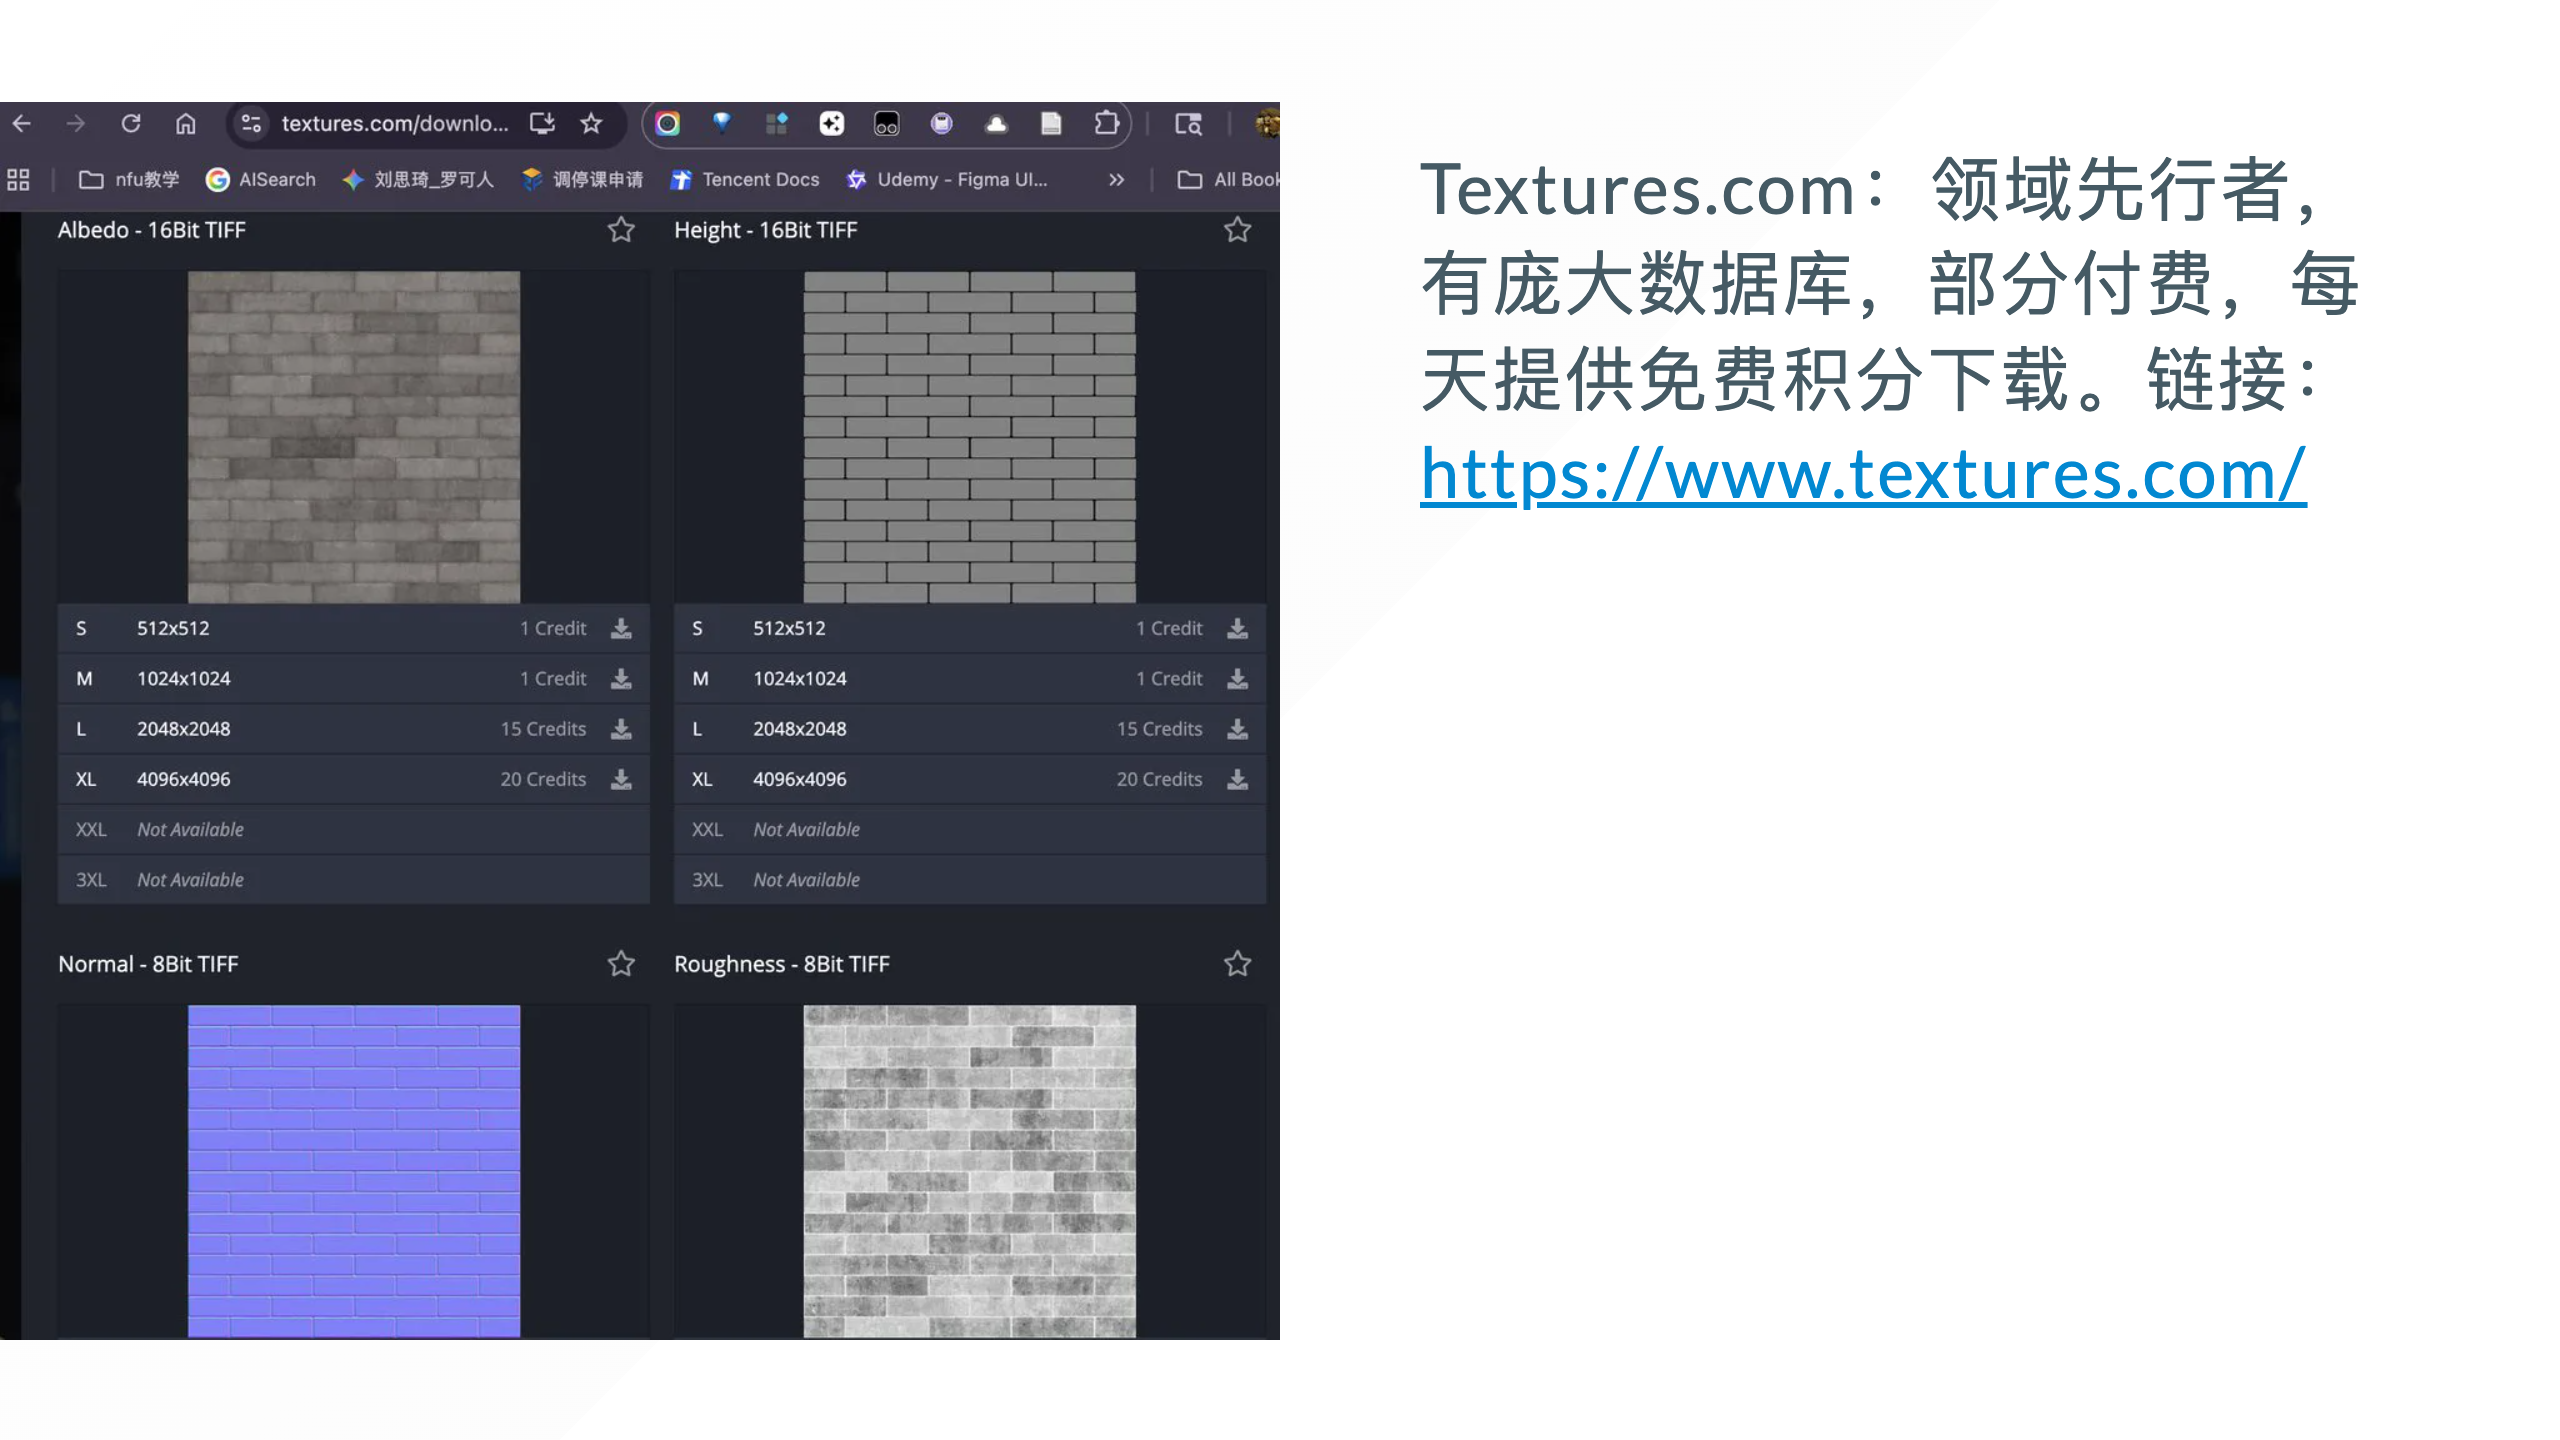 textures.com/downlo...
nfu教学
AISearch
刘思琦_罗可人
调停课申请
Tencent Docs
Udemy - Figma UI...
»
All Book
Albedo - 16Bit TIFF
S 512x512 1 Credit
M 1024x1024 1 Credit
L 2048x2048 15 Credits
XL 4096x4096 20 Credits
XXL Not Available
3XL Not Available
Height - 16Bit TIFF
S 512x512 1 Credit
M 1024x1024 1 Credit
L 2048x2048 15 Credits
XL 4096x4096 20 Credits
XXL Not Available
3XL Not Available
Normal - 8Bit TIFF
Roughness - 8Bit TIFF
Textures.com：领域先行者，
有庞大数据库，部分付费，每
天提供免费积分下载。链接：
https://www.textures.com/